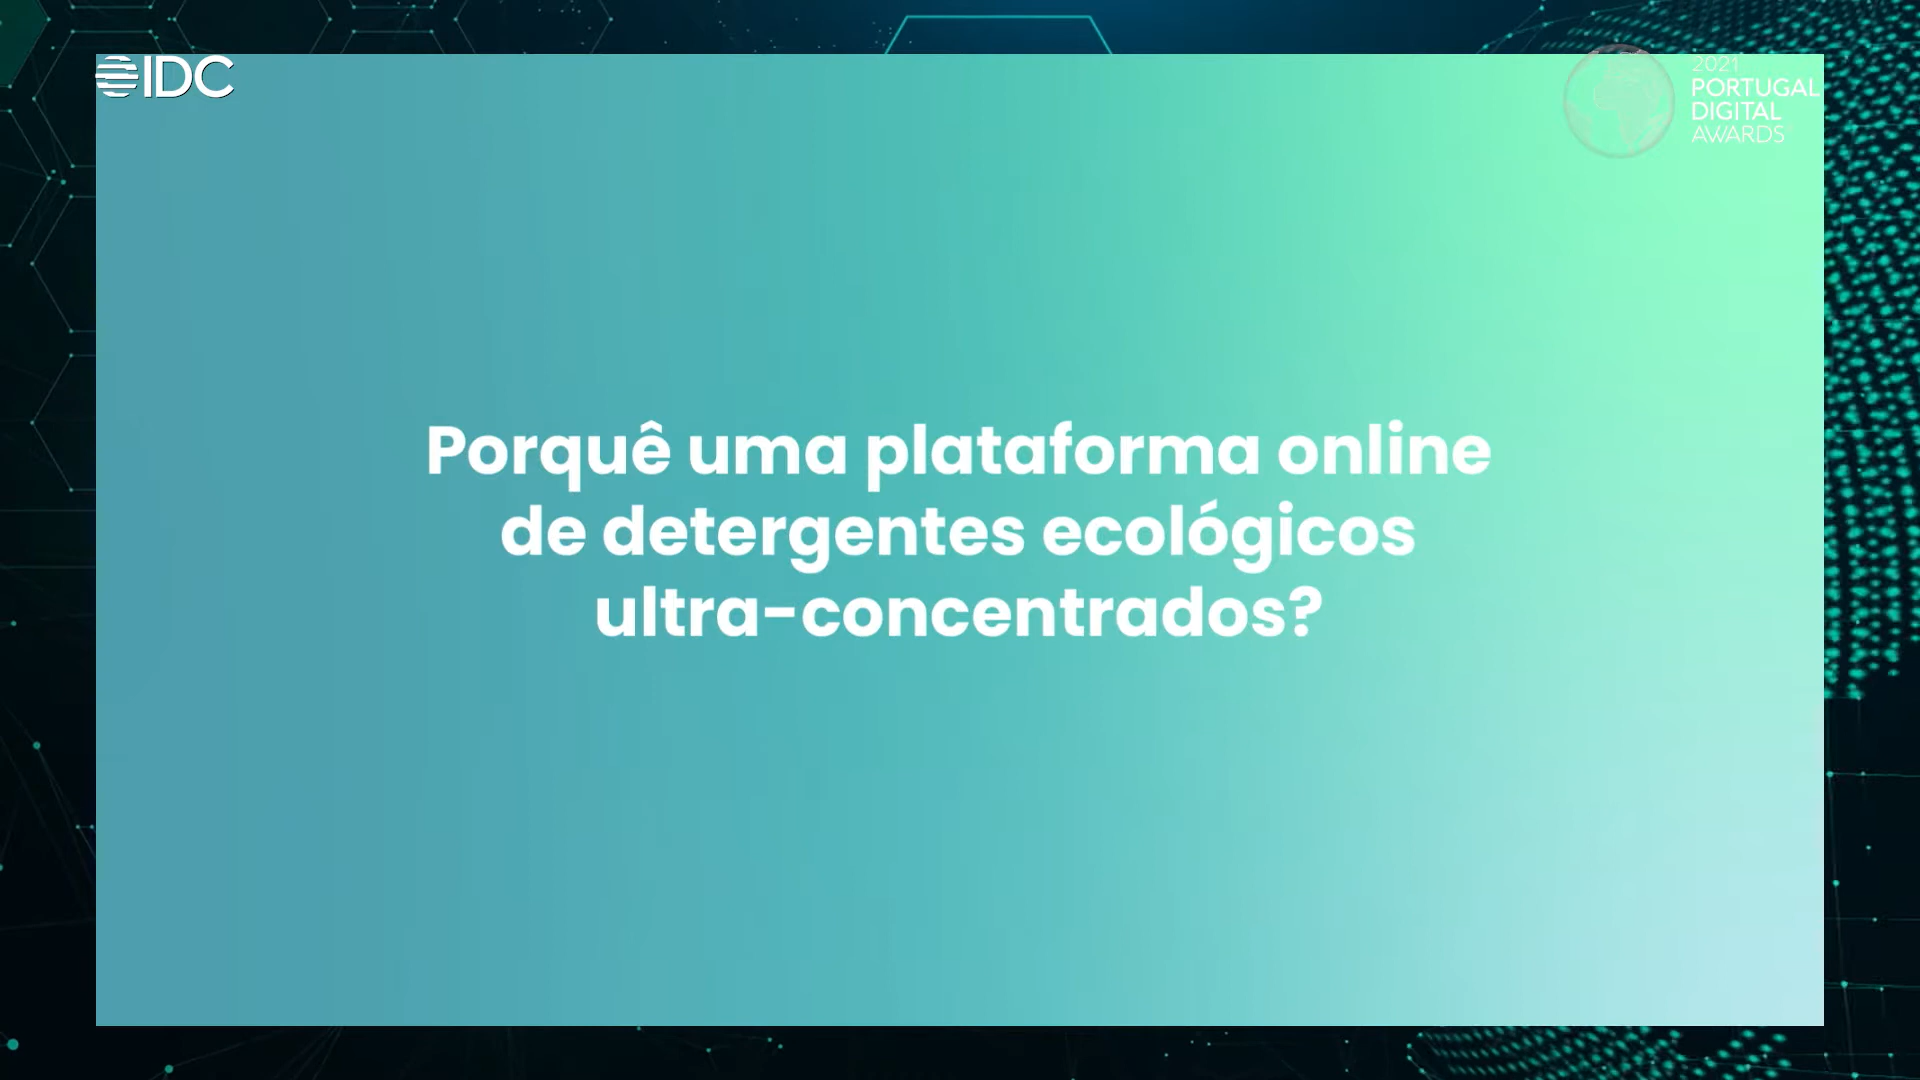 IDC
2021
PORTUGAL
DIGITAL
AWARDS
Porquê uma plataforma online
de detergentes ecológicos
ultra-concentrados?